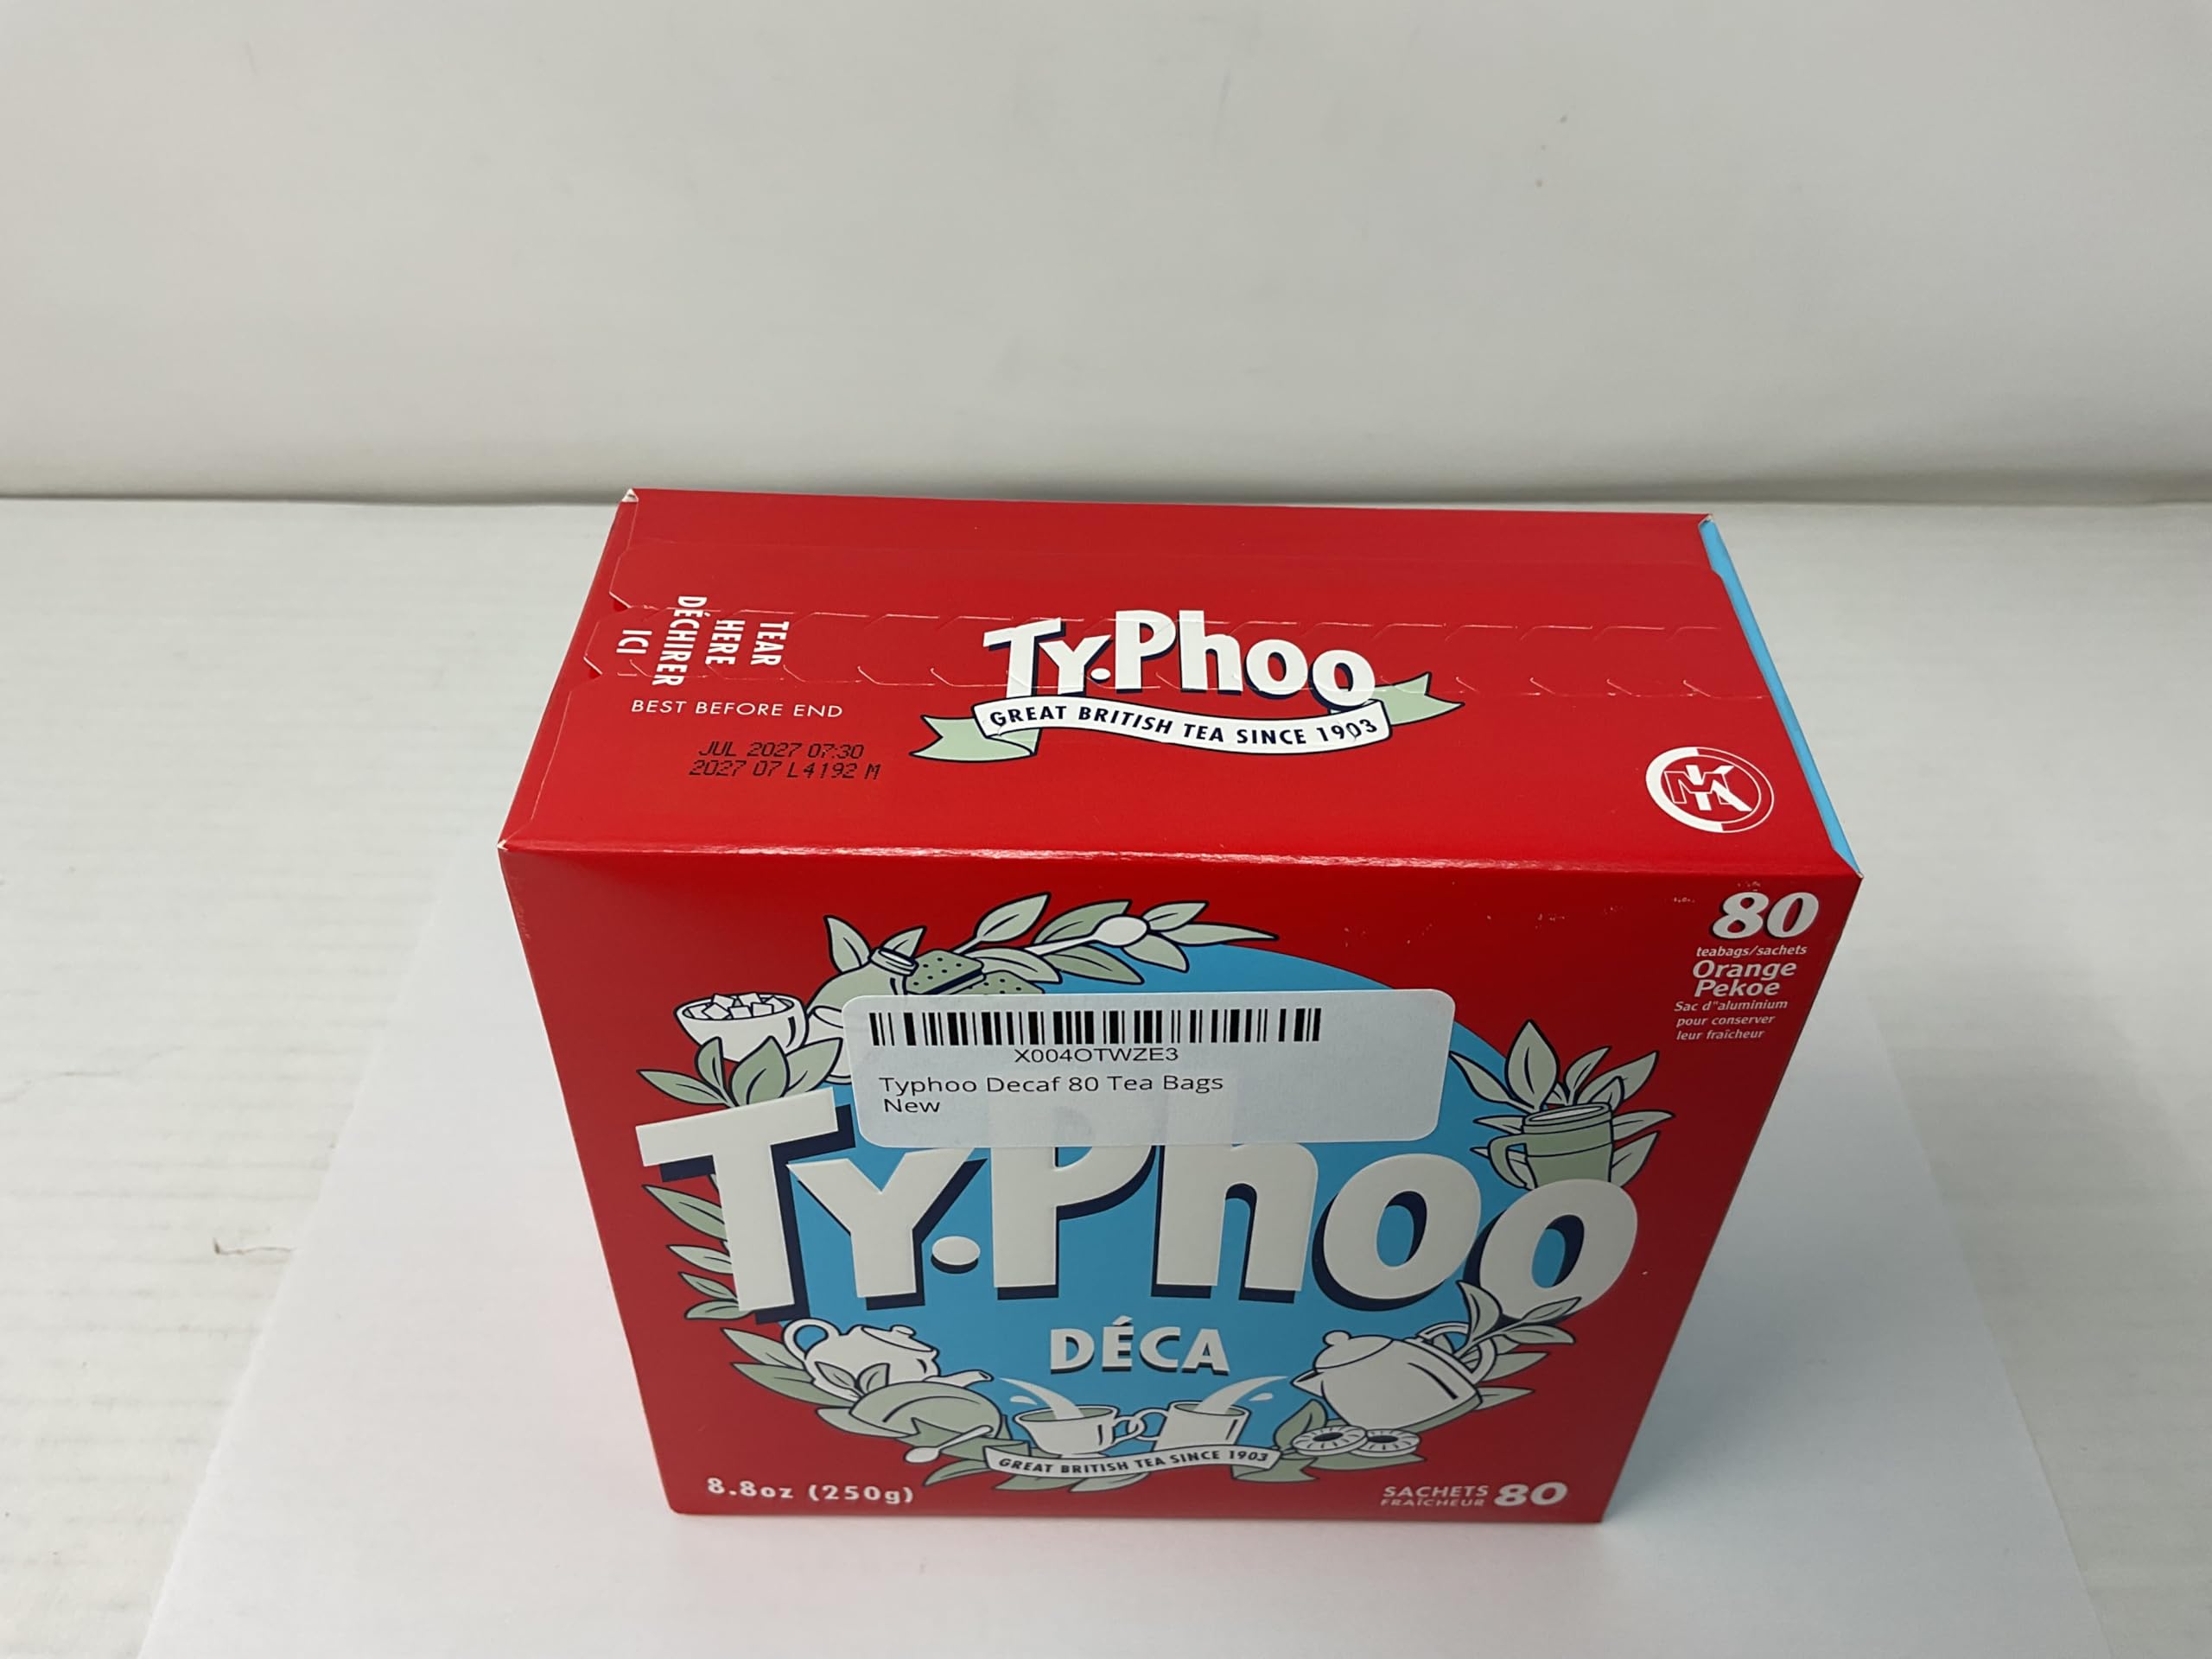 TEAR
HERE
DÉCHIRER
ICI
Ty.Phoo
GREAT BRITISH TEA SINCE 1903
BEST BEFORE END
JUL 2027 07:30
2027 07 L4192 M
MK
80
teabags/sachets
Orange
Pekoe
Sac d"aluminium
pour conserver
leur fraîcheur
X004OTWZE3
Typhoo Decaf 80 Tea Bags
New
Ty.Phoo
DÉCA
GREAT BRITISH TEA SINCE 1903
8.8oz (250g)
SACHETS 80
FRAÎCHEUR